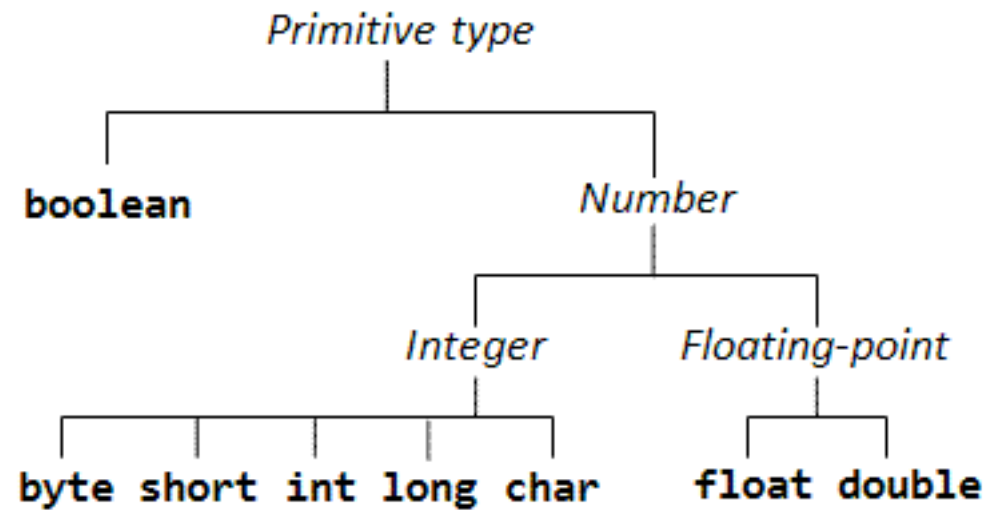 Primitive type
boolean
Number
Integer
Floating-point
byte short int long char
float double